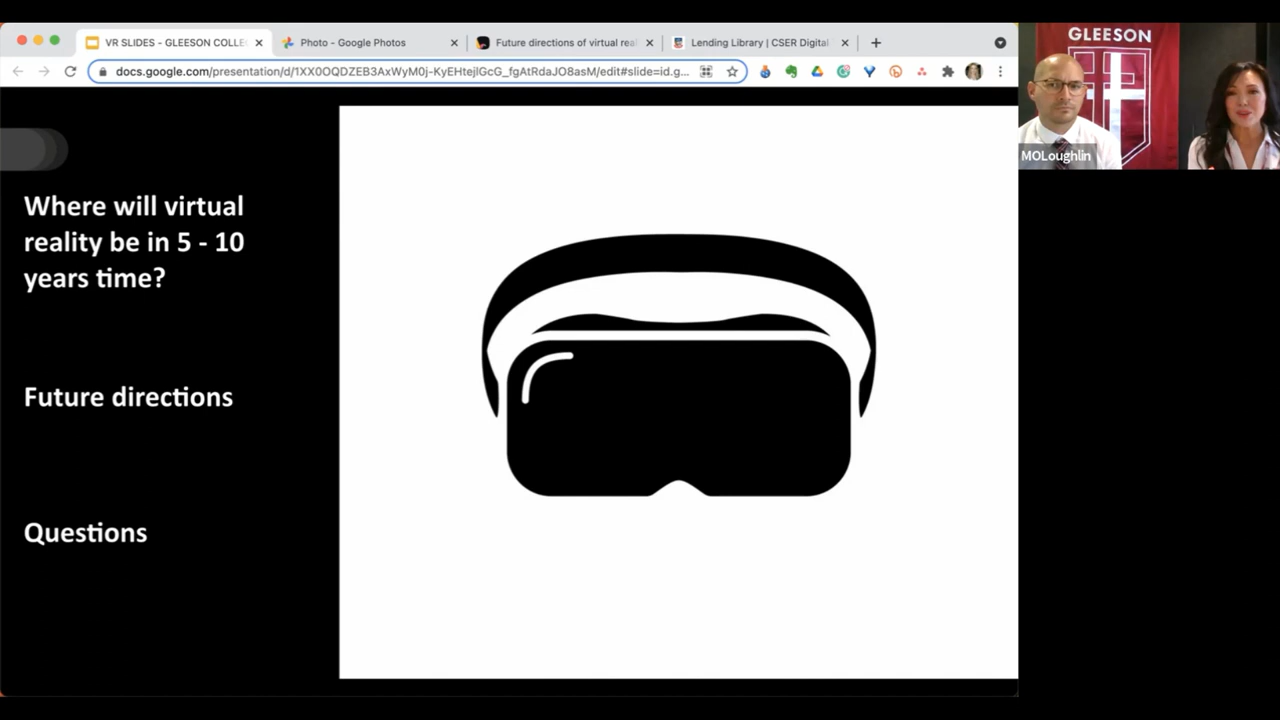 VR SLIDES - GLEESON COLLE
Photo - Google Photos
Future directions of virtual real
Lending Library | CSER Digital
docs.google.com/presentation/d/1XX0OQDZEB3AxWyM0j-KyEHtejlGcG_fgAtRdaJO8asM/edit#slide=id.g...
GLEESON
MOLoughlin
Where will virtual
reality be in 5 - 10
years time?
Future directions
Questions